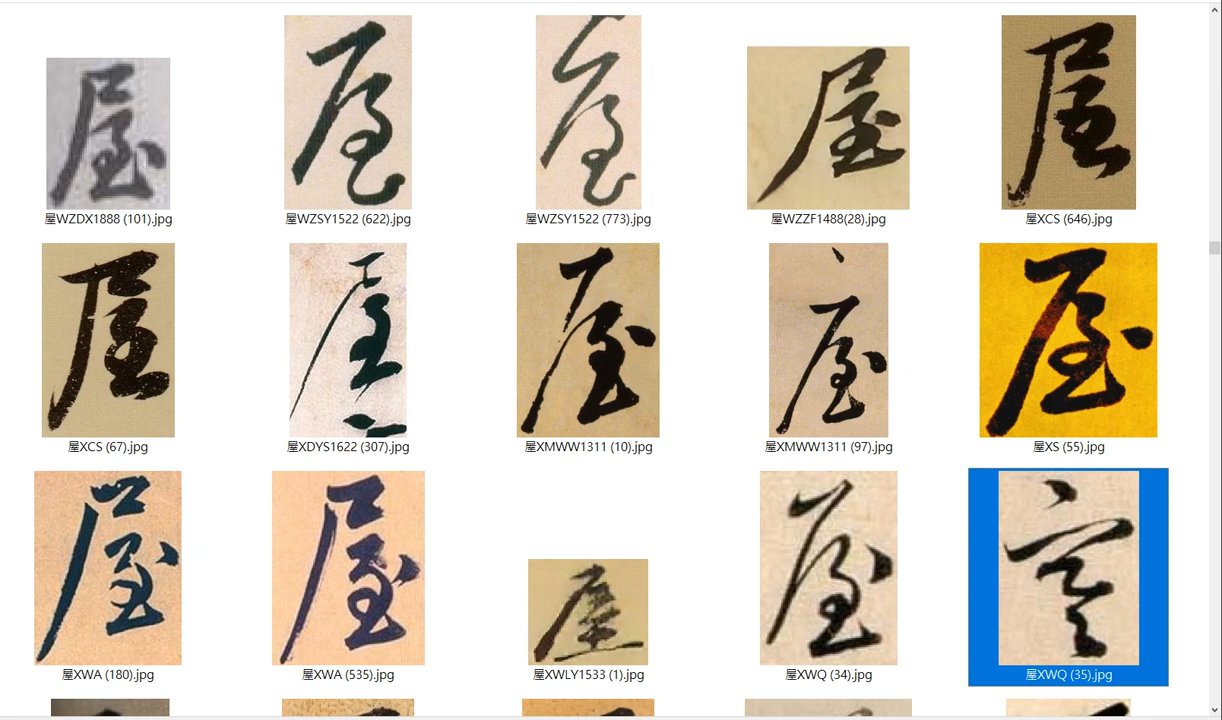 屋 屋 屋 屋 屋
屋WZDX1888 (101).jpg 屋WZSY1522 (622).jpg 屋WZSY1522 (773).jpg 屋WZZF1488(28).jpg 屋XCS (646).jpg
屋 屋 屋 屋 屋
屋XCS (67).jpg 屋XDYS1622 (307).jpg 屋XMWW1311 (10).jpg 屋XMWW1311 (97).jpg 屋XS (55).jpg
屋 屋 屋 屋
屋XWA (180).jpg 屋XWA (535).jpg 屋XWLY1533 (1).jpg 屋XWQ (34).jpg 屋XWQ (35).jpg